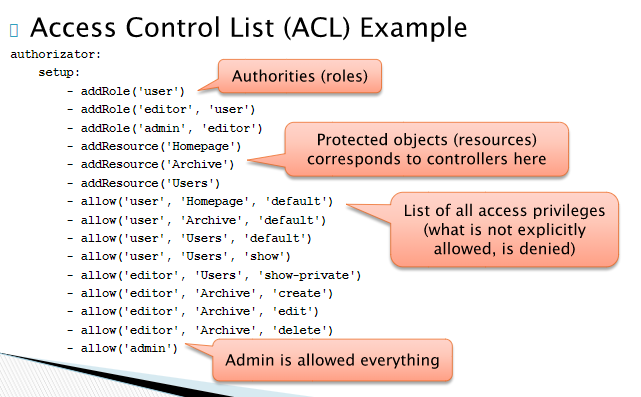 Access Control List (ACL) Example
authorizator:
setup:
- addRole('user')
- addRole('editor', 'user')
- addRole('admin', 'editor')
- addResource('Homepage')
- addResource('Archive')
- addResource('Users')
- allow('user', 'Homepage', 'default')
- allow('user', 'Archive', 'default')
- allow('user', 'Users', 'default')
- allow('user', 'Users', 'show')
- allow('editor', 'Users', 'show-private')
- allow('editor', 'Archive', 'create')
- allow('editor', 'Archive', 'edit')
- allow('editor', 'Archive', 'delete')
- allow('admin')
Authorities (roles)
Protected objects (resources)
corresponds to controllers here
List of all access privileges
(what is not explicitly
allowed, is denied)
Admin is allowed everything